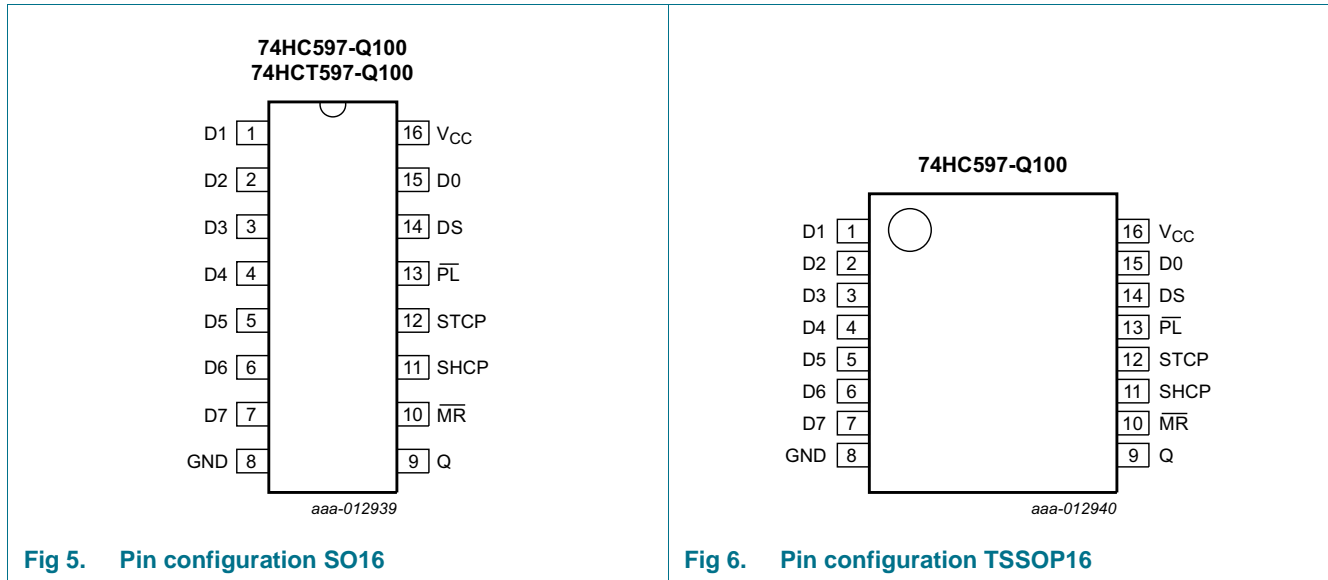 74HC597-Q100
74HCT597-Q100
D1 1 16 VCC
D2 2 15 D0
D3 3 14 DS
D4 4 13 P̅L̅
D5 5 12 STCP
D6 6 11 SHCP
D7 7 10 M̅R̅
GND 8 9 Q
aaa-012939
Fig 5. Pin configuration SO16
74HC597-Q100
D1 1 16 VCC
D2 2 15 D0
D3 3 14 DS
D4 4 13 P̅L̅
D5 5 12 STCP
D6 6 11 SHCP
D7 7 10 M̅R̅
GND 8 9 Q
aaa-012940
Fig 6. Pin configuration TSSOP16